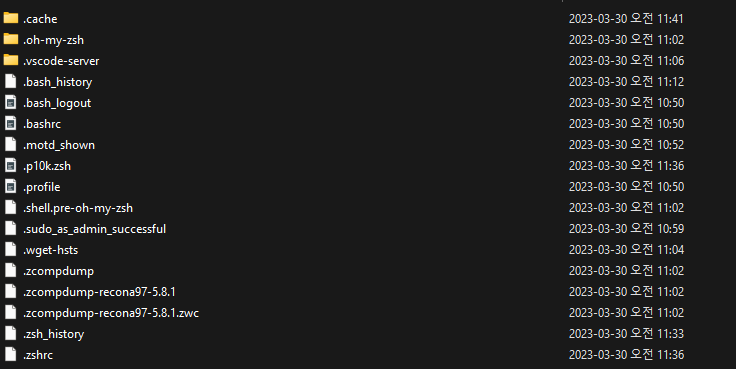 .cache 2023-03-30 오전 11:41
.oh-my-zsh 2023-03-30 오전 11:02
.vscode-server 2023-03-30 오전 11:06
.bash_history 2023-03-30 오전 11:12
.bash_logout 2023-03-30 오전 10:50
.bashrc 2023-03-30 오전 10:50
.motd_shown 2023-03-30 오전 10:52
.p10k.zsh 2023-03-30 오전 11:36
.profile 2023-03-30 오전 10:50
.shell.pre-oh-my-zsh 2023-03-30 오전 11:02
.sudo_as_admin_successful 2023-03-30 오전 10:59
.wget-hsts 2023-03-30 오전 11:04
.zcompdump 2023-03-30 오전 11:02
.zcompdump-recona97-5.8.1 2023-03-30 오전 11:02
.zcompdump-recona97-5.8.1.zwc 2023-03-30 오전 11:02
.zsh_history 2023-03-30 오전 11:33
.zshrc 2023-03-30 오전 11:36